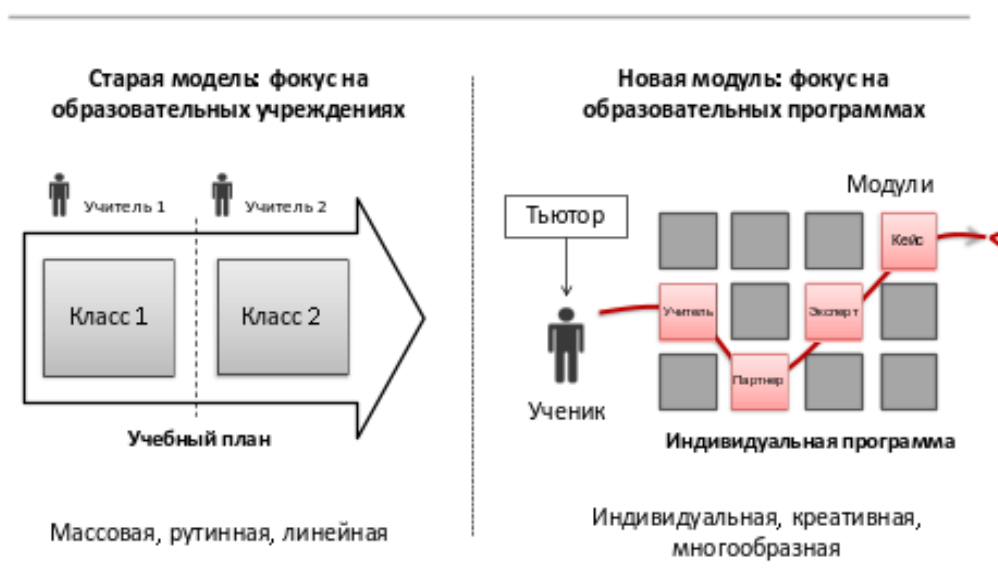 Старая модель: фокус на
образовательных учреждениях
Учитель 1
Учитель 2
Класс 1
Класс 2
Учебный план
Массовая, рутинная, линейная
Новая модуль: фокус на
образовательных программах
Модули
Тьютор
Кейс
Учитель
Эксперт
Партнер
Ученик
Индивидуальная программа
Индивидуальная, креативная,
многообразная